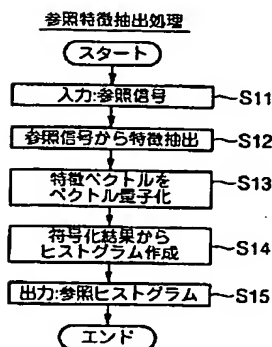 参照特徴抽出処理
スタート
入力:参照信号
S11
参照信号から特徴抽出
S12
特徴ベクトルを
ベクトル量子化
S13
符号化結果から
ヒストグラム作成
S14
出力:参照ヒストグラム
S15
エンド